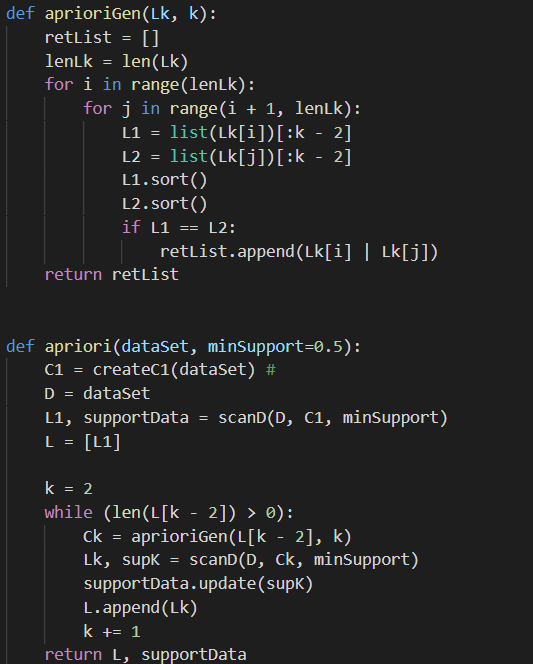 def aprioriGen(Lk, k):
    retList = []
    lenLk = len(Lk)
    for i in range(lenLk):
        for j in range(i + 1, lenLk):
            L1 = list(Lk[i])[:k - 2]
            L2 = list(Lk[j])[:k - 2]
            L1.sort()
            L2.sort()
            if L1 == L2:
                retList.append(Lk[i] | Lk[j])
    return retList
def apriori(dataSet, minSupport=0.5):
    C1 = createC1(dataSet) #
    D = dataSet
    L1, supportData = scanD(D, C1, minSupport)
    L = [L1]
    k = 2
    while (len(L[k - 2]) > 0):
        Ck = aprioriGen(L[k - 2], k)
        Lk, supK = scanD(D, Ck, minSupport)
        supportData.update(supK)
        L.append(Lk)
        k += 1
    return L, supportData